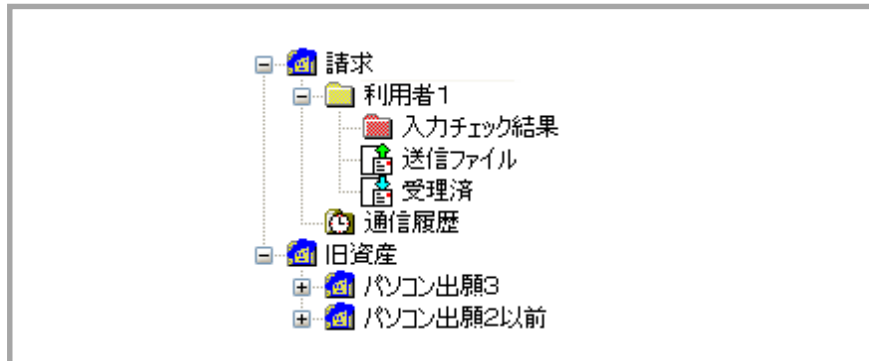 請求
利用者1
入力チェック結果
送信ファイル
受理済
通信履歴
旧資産
パソコン出願3
パソコン出願2以前